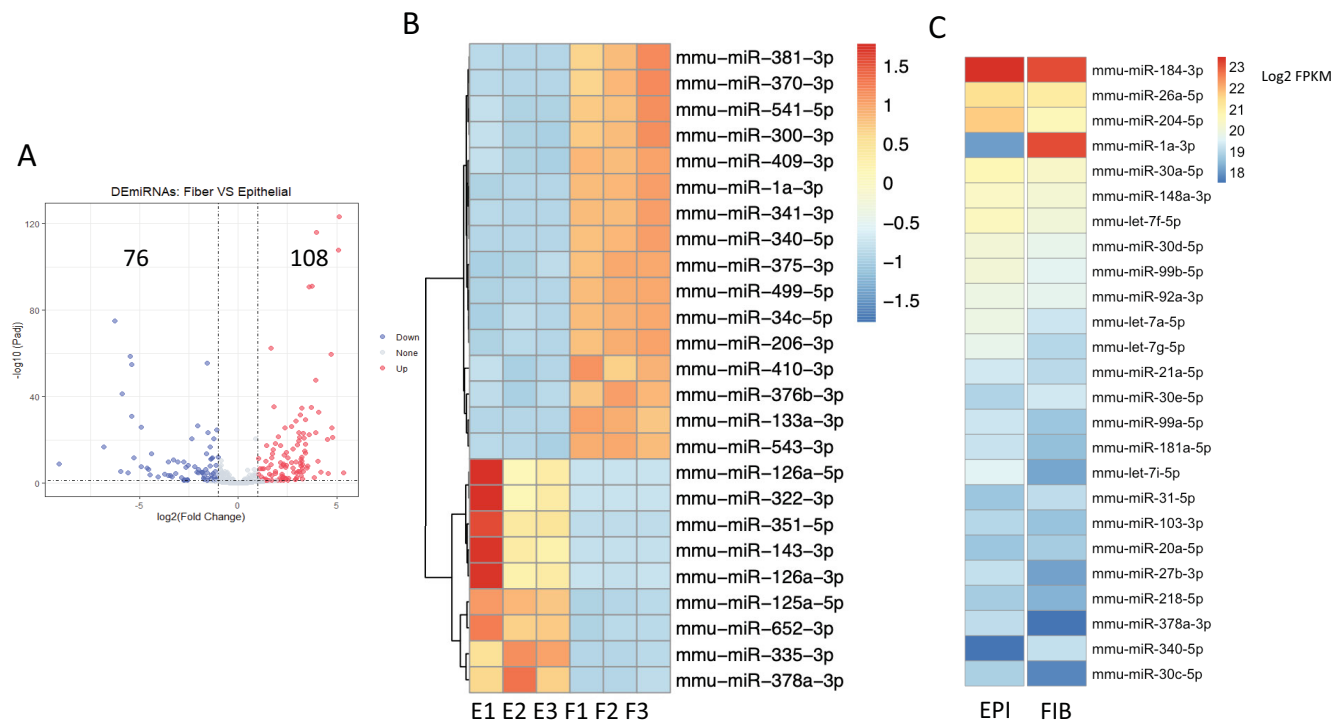 A
DEmiRNAs: Fiber VS Epithelial
76
108
120
80
40
0
-5
0
5
-log10 (Padj)
log2(Fold Change)
Down
None
Up
B
mmu−miR−381−3p
mmu−miR−370−3p
mmu−miR−541−5p
mmu−miR−300−3p
mmu−miR−409−3p
mmu−miR−1a−3p
mmu−miR−341−3p
mmu−miR−340−5p
mmu−miR−375−3p
mmu−miR−499−5p
mmu−miR−34c−5p
mmu−miR−206−3p
mmu−miR−410−3p
mmu−miR−376b−3p
mmu−miR−133a−3p
mmu−miR−543−3p
mmu−miR−126a−5p
mmu−miR−322−3p
mmu−miR−351−5p
mmu−miR−143−3p
mmu−miR−126a−3p
mmu−miR−125a−5p
mmu−miR−652−3p
mmu−miR−335−3p
mmu−miR−378a−3p
E1 E2 E3 F1 F2 F3
1.5
1
0.5
0
−0.5
−1
−1.5
C
mmu-miR-184-3p
mmu-miR-26a-5p
mmu-miR-204-5p
mmu-miR-1a-3p
mmu-miR-30a-5p
mmu-miR-148a-3p
mmu-let-7f-5p
mmu-miR-30d-5p
mmu-miR-99b-5p
mmu-miR-92a-3p
mmu-let-7a-5p
mmu-let-7g-5p
mmu-miR-21a-5p
mmu-miR-30e-5p
mmu-miR-99a-5p
mmu-miR-181a-5p
mmu-let-7i-5p
mmu-miR-31-5p
mmu-miR-103-3p
mmu-miR-20a-5p
mmu-miR-27b-3p
mmu-miR-218-5p
mmu-miR-378a-3p
mmu-miR-340-5p
mmu-miR-30c-5p
EPI FIB
23
22
21
20
19
18
Log2 FPKM